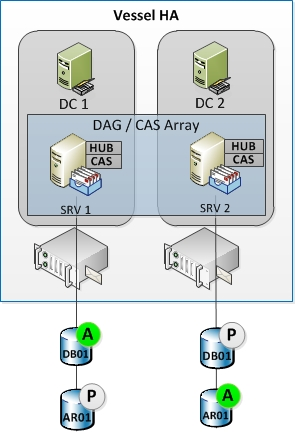 Vessel HA
DC 1
DC 2
DAG / CAS Array
HUB
CAS
HUB
CAS
SRV 1
SRV 2
A
DB01
P
DB01
P
AR01
A
AR01